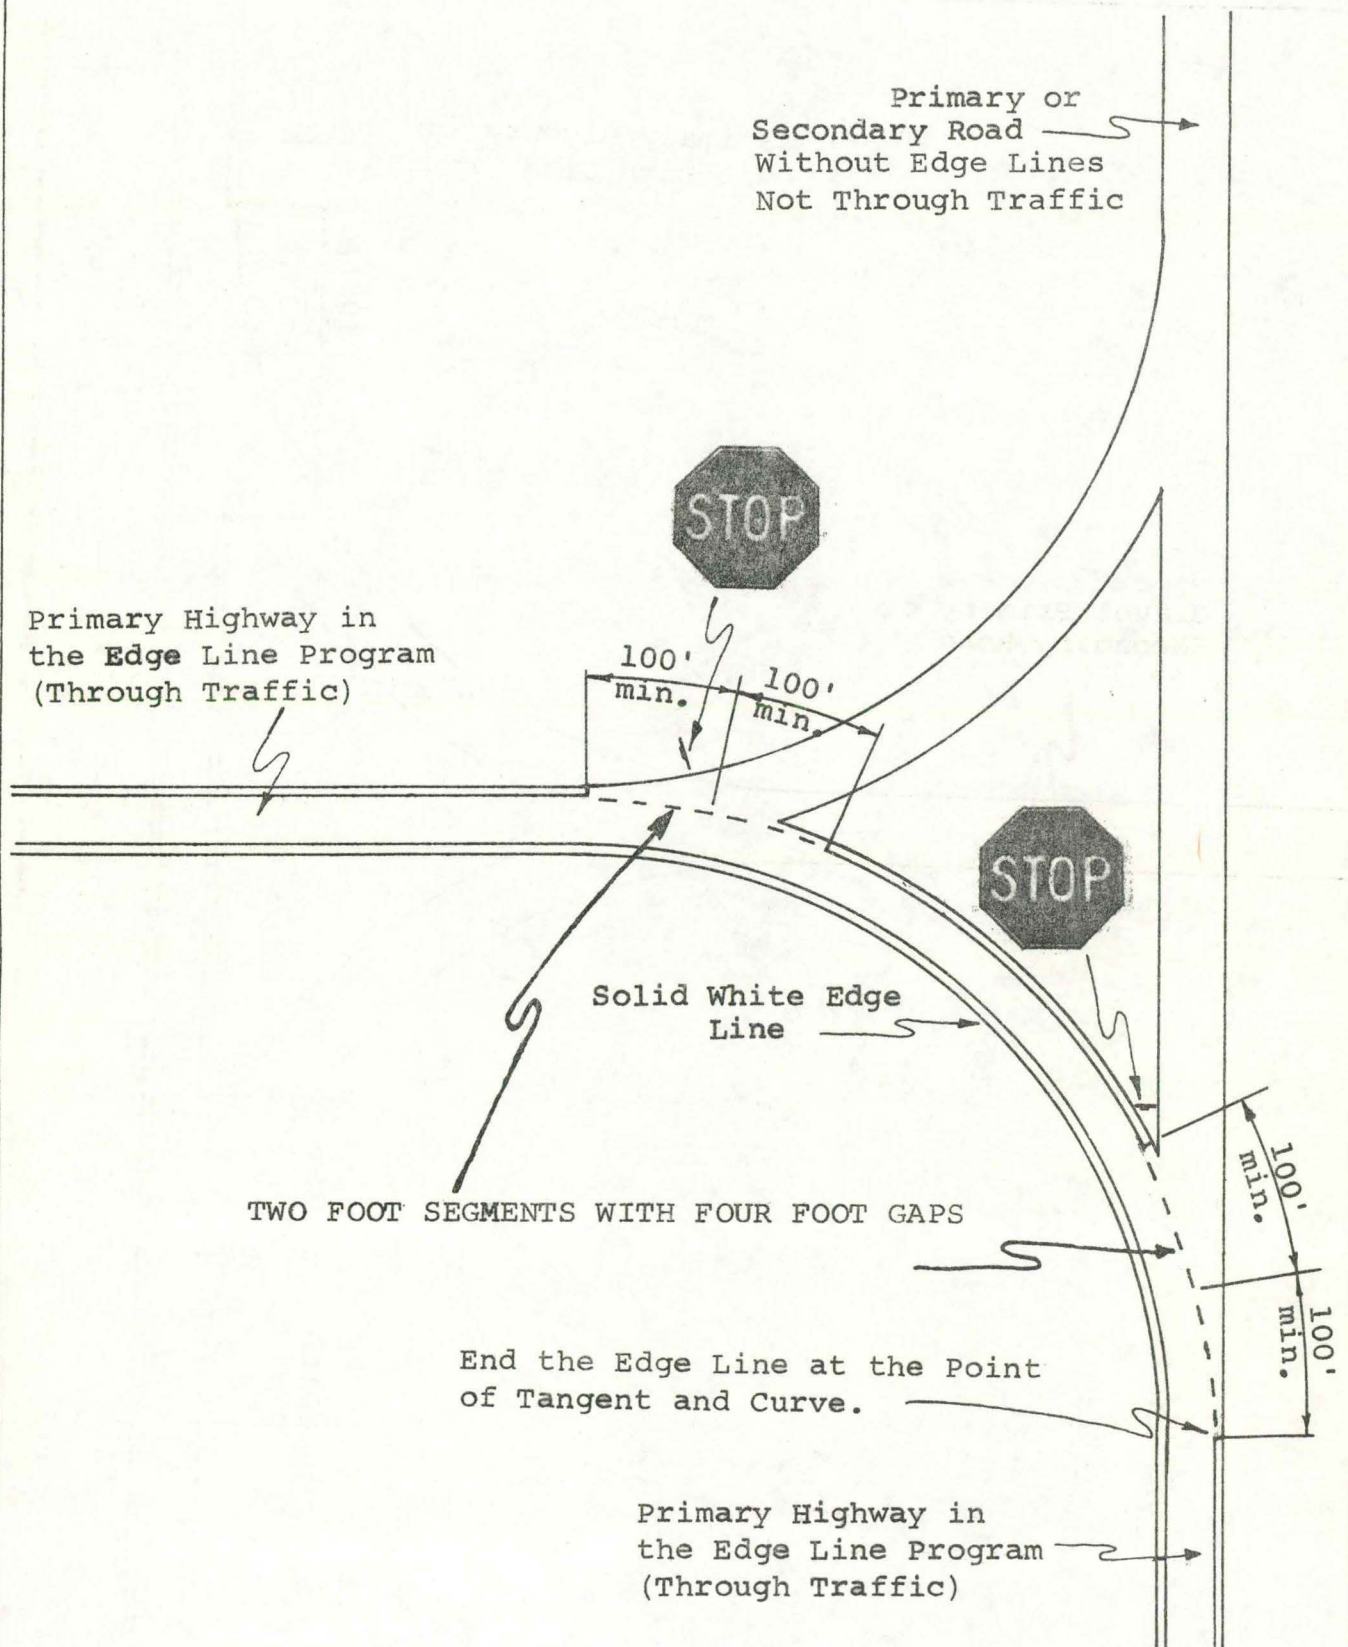 Primary or
Secondary Road
Without Edge Lines
Not Through Traffic
STOP
Primary Highway in
the Edge Line Program
(Through Traffic)
100'
min.
100'
min.
STOP
Solid White Edge
Line
100'
min.
TWO FOOT SEGMENTS WITH FOUR FOOT GAPS
100'
min.
End the Edge Line at the Point
of Tangent and Curve.
Primary Highway in
the Edge Line Program
(Through Traffic)